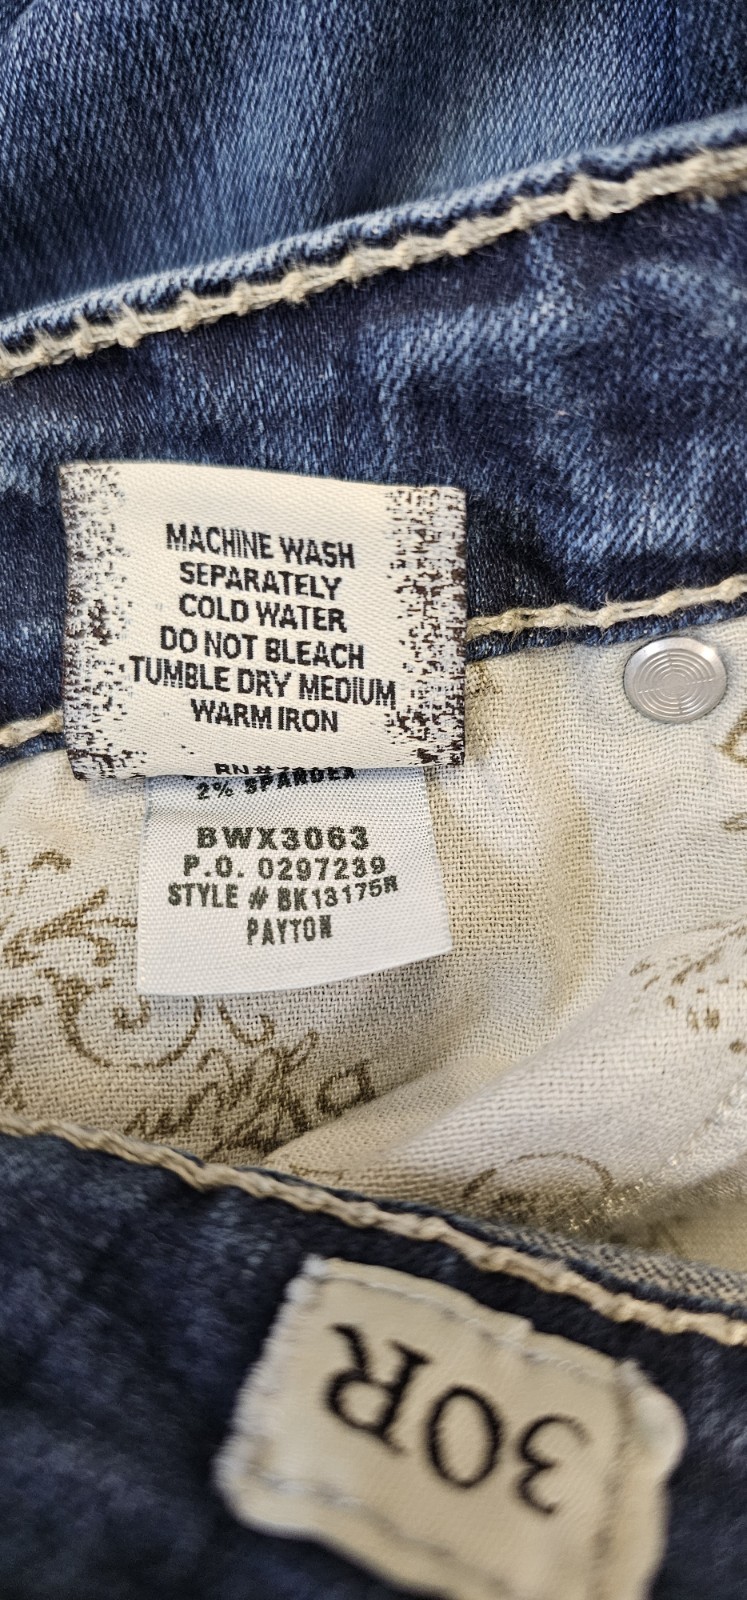 MACHINE WASH
SEPARATELY
COLD WATER
DO NOT BLEACH
TUMBLE DRY MEDIUM
WARM IRON
RN#
2% SPANDEX
BWX3063
P.O. 0297239
STYLE # BK13175R
PAYTON
30R